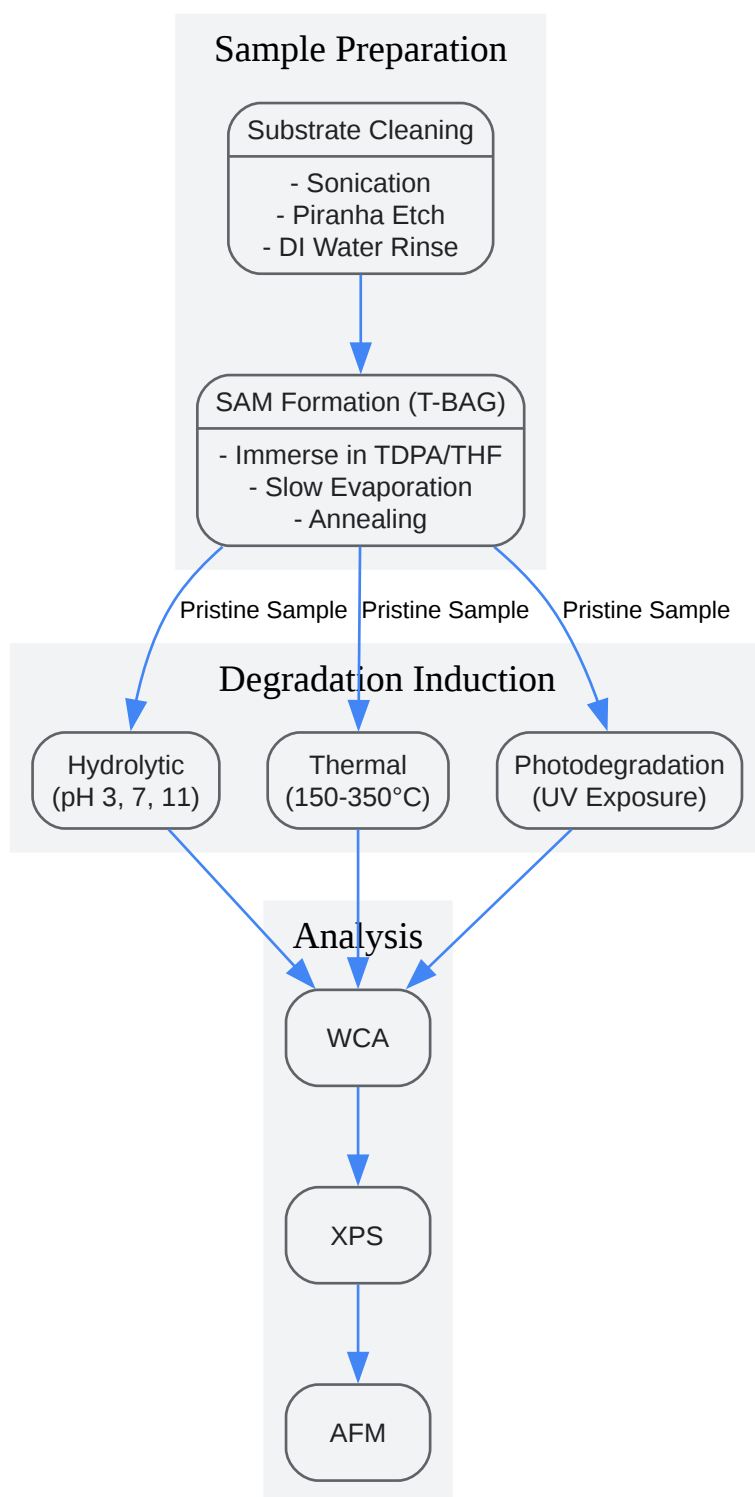 Sample Preparation
Substrate Cleaning
- Sonication
- Piranha Etch
- DI Water Rinse
SAM Formation (T-BAG)
- Immerse in TDPA/THF
- Slow Evaporation
- Annealing
Pristine Sample
Pristine Sample
Pristine Sample
Degradation Induction
Hydrolytic
(pH 3, 7, 11)
Thermal
(150-350°C)
Photodegradation
(UV Exposure)
Analysis
WCA
XPS
AFM